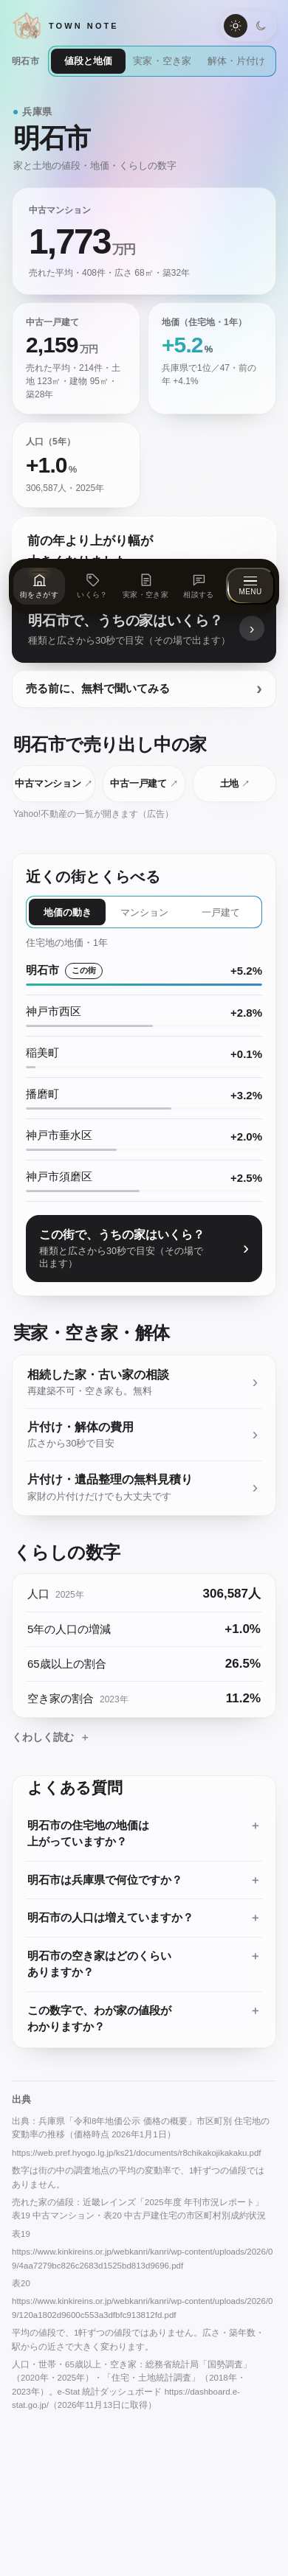 TOWN NOTE
明石市
値段と地価
実家・空き家
解体・片付け
兵庫県
明石市
家と土地の値段・地価・くらしの数字
中古マンション
1,773万円
売れた平均・408件・広さ 68㎡・築32年
中古一戸建て
2,159万円
売れた平均・214件・土
地 123㎡・建物 95㎡・
築28年
地価（住宅地・1年）
+5.2%
兵庫県で1位／47・前の
年 +4.1%
人口（5年）
+1.0%
306,587人・2025年
前の年より上がり幅が
街をさがす
いくら？
実家・空き家
相談する
MENU
明石市で、うちの家はいくら？
種類と広さから30秒で目安（その場で出ます）
売る前に、無料で聞いてみる
明石市で売り出し中の家
中古マンション ↗
中古一戸建て ↗
土地 ↗
Yahoo!不動産の一覧が開きます（広告）
近くの街とくらべる
地価の動き
マンション
一戸建て
住宅地の地価・1年
明石市 この街 +5.2%
神戸市西区 +2.8%
稲美町 +0.1%
播磨町 +3.2%
神戸市垂水区 +2.0%
神戸市須磨区 +2.5%
この街で、うちの家はいくら？
種類と広さから30秒で目安（その場で
出ます）
実家・空き家・解体
相続した家・古い家の相談
再建築不可・空き家も。無料
片付け・解体の費用
広さから30秒で目安
片付け・遺品整理の無料見積り
家財の片付けだけでも大丈夫です
くらしの数字
人口 2025年 306,587人
5年の人口の増減 +1.0%
65歳以上の割合 26.5%
空き家の割合 2023年 11.2%
くわしく読む +
よくある質問
明石市の住宅地の地価は
上がっていますか？ +
明石市は兵庫県で何位ですか？ +
明石市の人口は増えていますか？ +
明石市の空き家はどのくらい
ありますか？ +
この数字で、わが家の値段が
わかりますか？ +
出典
出典：兵庫県「令和8年地価公示 価格の概要」市区町別 住宅地の
変動率の推移（価格時点 2026年1月1日）
https://web.pref.hyogo.lg.jp/ks21/documents/r8chikakojikakaku.pdf
数字は街の中の調査地点の平均の変動率で、1軒ずつの値段では
ありません。
売れた家の値段：近畿レインズ「2025年度 年刊市況レポート」
表19 中古マンション・表20 中古戸建住宅の市区町村別成約状況
表19
https://www.kinkireins.or.jp/webkanri/kanri/wp-content/uploads/2026/0
9/4aa7279bc826c2683d1525bd813d9696.pdf
表20
https://www.kinkireins.or.jp/webkanri/kanri/wp-content/uploads/2026/0
9/120a1802d9600c553a3dfbfc913812fd.pdf
平均の値段で、1軒ずつの値段ではありません。広さ・築年数・
駅からの近さで大きく変わります。
人口・世帯・65歳以上・空き家：総務省統計局「国勢調査」
（2020年・2025年）・「住宅・土地統計調査」（2018年・
2023年）。e-Stat 統計ダッシュボード https://dashboard.e-
stat.go.jp/（2026年11月13日に取得）